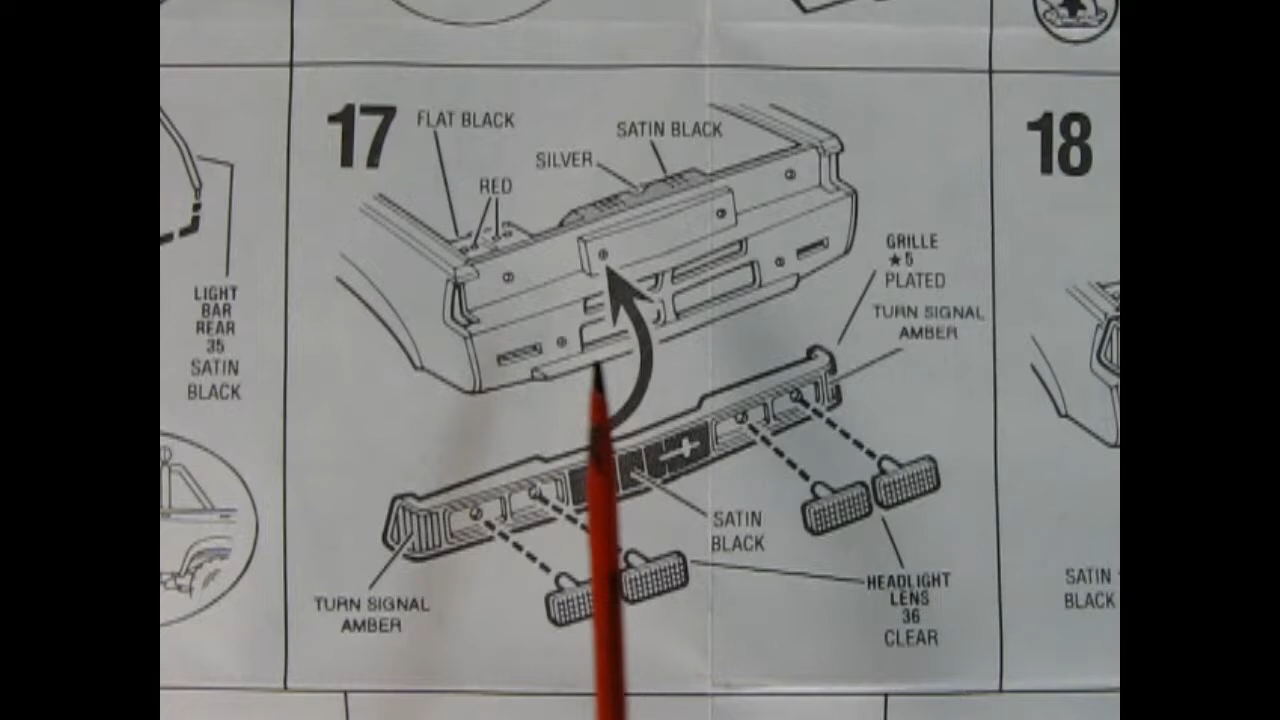 17
FLAT BLACK
SATIN BLACK
SILVER
RED
GRILLE
★5
PLATED
TURN SIGNAL
AMBER
SATIN
BLACK
TURN SIGNAL
AMBER
HEADLIGHT
LENS
36
CLEAR
LIGHT
BAR
REAR
35
SATIN
BLACK
18
SATIN
BLACK